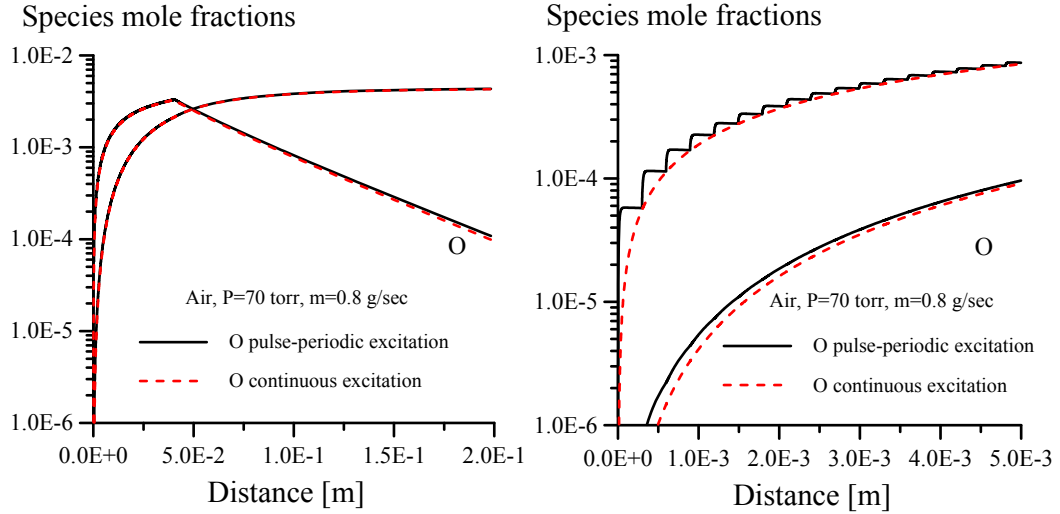 Species mole fractions
1.0E-2
1.0E-3
1.0E-4
1.0E-5
1.0E-6
O
Air, P=70 torr, m=0.8 g/sec
O pulse-periodic excitation
O continuous excitation
0.0E+0 5.0E-2 1.0E-1 1.5E-1 2.0E-1
Distance [m]
Species mole fractions
1.0E-3
1.0E-4
1.0E-5
1.0E-6
O
Air, P=70 torr, m=0.8 g/sec
O pulse-periodic excitation
O continuous excitation
0.0E+0 1.0E-3 2.0E-3 3.0E-3 4.0E-3 5.0E-3
Distance [m]